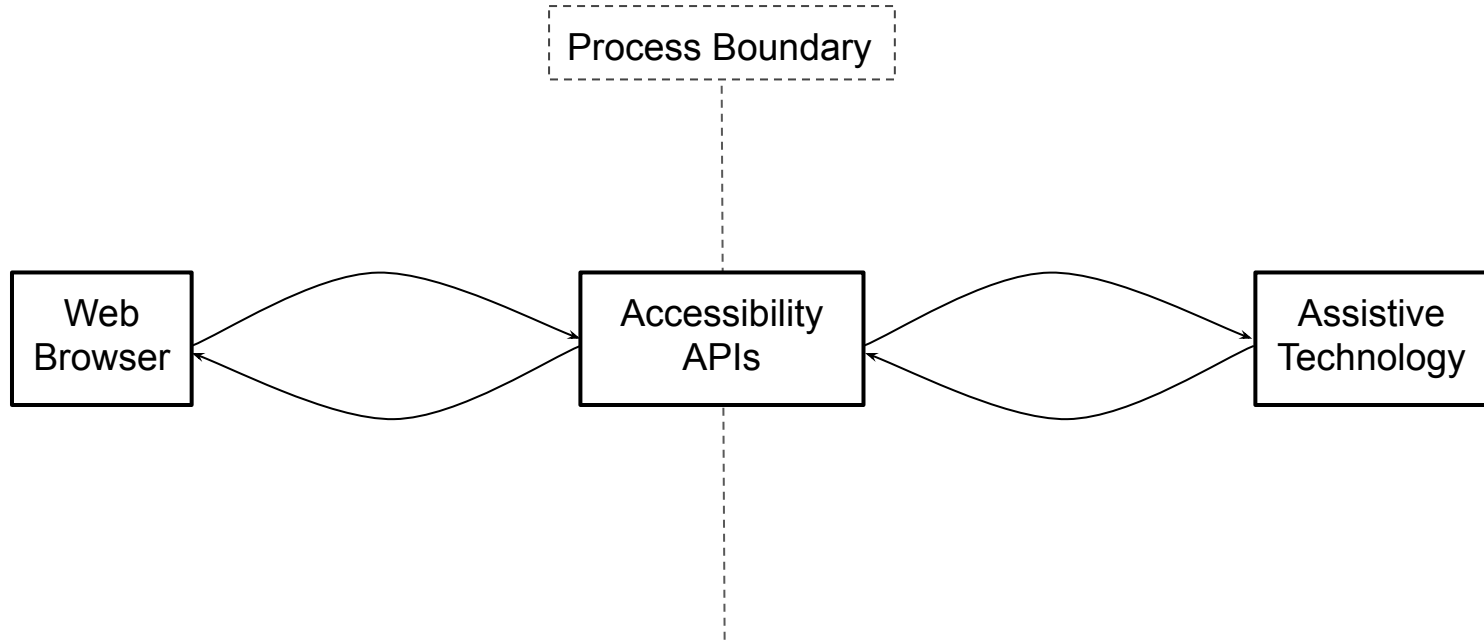 Process Boundary
Web
Browser
Accessibility
APIs
Assistive
Technology